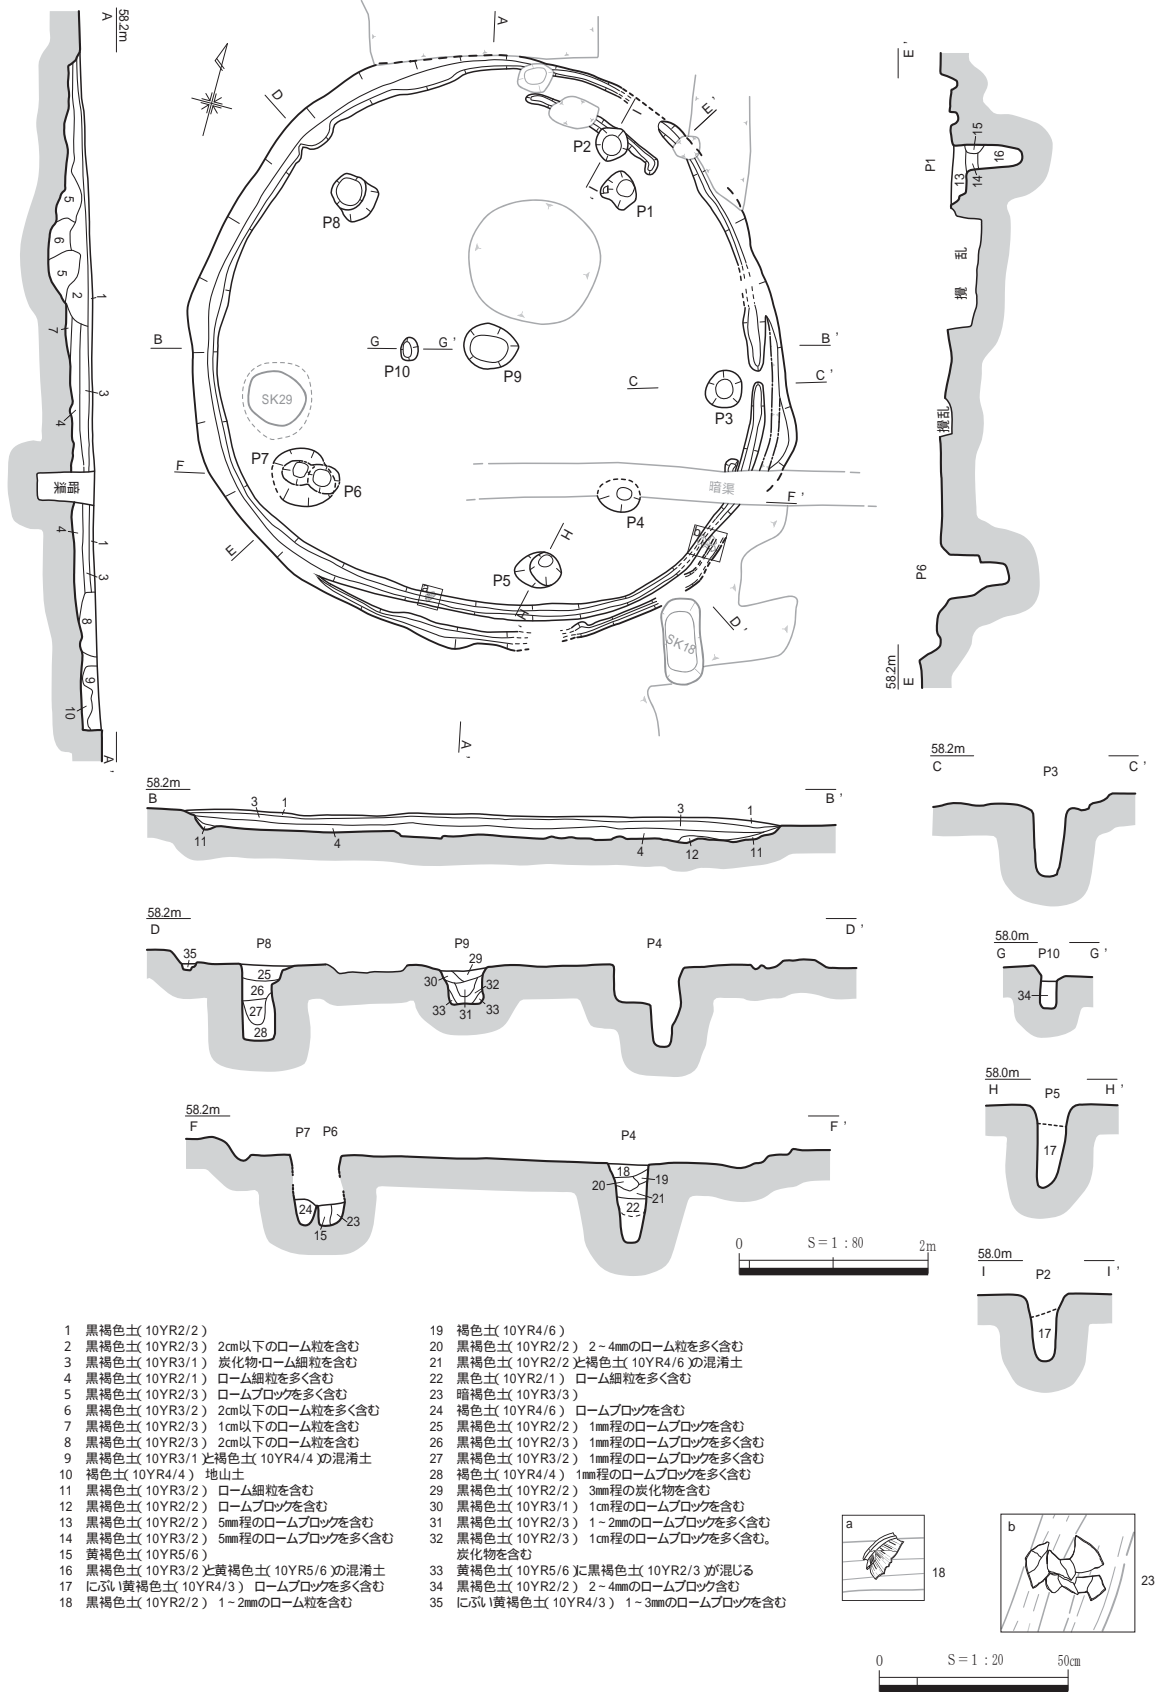 58.2m
A
A
A'
5
6
5
2
1
7
3
4
暗渠
4
1
3
8
9
10
A
D
E'
I
P2
I'
P1
P8
B
B'
G
G'
P10
P9
C
C'
P3
SK29
P7
P6
F
F'
暗渠
P4
E
H
P5
H'
a
b
D'
SK18
A'
E'
P1
15
16
14
13
攪乱
攪乱
P6
58.2m
E
58.2m
B
B'
3
1
3
1
11
4
4
12
11
58.2m
C
P3
C'
58.2m
D
D'
35
P8
P9
P4
25
26
27
28
29
30
32
33
31
33
58.0m
G
P10
G'
34
58.2m
F
F'
P7
P6
P4
24
15
23
18
19
20
21
22
58.0m
H
P5
H'
17
58.0m
I
P2
I'
17
0
S=1:80
2m
1 黒褐色土(10YR2/2)
2 黒褐色土(10YR2/3) 2cm以下のローム粒を含む
3 黒褐色土(10YR3/1) 炭化物・ローム細粒を含む
4 黒褐色土(10YR2/1) ローム細粒を多く含む
5 黒褐色土(10YR2/3) ロームブロックを多く含む
6 黒褐色土(10YR3/2) 2cm以下のローム粒を多く含む
7 黒褐色土(10YR2/3) 1cm以下のローム粒を含む
8 黒褐色土(10YR2/3) 2cm以下のローム粒を含む
9 黒褐色土(10YR3/1)と褐色土(10YR4/4)の混淆土
10 褐色土(10YR4/4) 地山土
11 黒褐色土(10YR3/2) ローム細粒を含む
12 黒褐色土(10YR2/2) ロームブロックを含む
13 黒褐色土(10YR2/2) 5mm程のロームブロックを含む
14 黒褐色土(10YR3/2) 5mm程のロームブロックを多く含む
15 黄褐色土(10YR5/6)
16 黒褐色土(10YR3/2)と黄褐色土(10YR5/6)の混淆土
17 にぶい黄褐色土(10YR4/3) ロームブロックを多く含む
18 黒褐色土(10YR2/2) 1~2mmのローム粒を含む
19 褐色土(10YR4/6)
20 黒褐色土(10YR2/2) 2~4mmのローム粒を多く含む
21 黒褐色土(10YR2/2)と褐色土(10YR4/6)の混淆土
22 黒色土(10YR2/1) ローム細粒を多く含む
23 暗褐色土(10YR3/3)
24 褐色土(10YR4/6) ロームブロックを含む
25 黒褐色土(10YR2/2) 1mm程のロームブロックを含む
26 黒褐色土(10YR2/3) 1mm程のロームブロックを多く含む
27 黒褐色土(10YR3/2) 1mm程のロームブロックを多く含む
28 褐色土(10YR4/4) 1mm程のロームブロックを多く含む
29 黒褐色土(10YR2/2) 3mm程の炭化物を含む
30 黒褐色土(10YR3/1) 1cm程のロームブロックを含む
31 黒褐色土(10YR2/3) 1~2mmのロームブロックを多く含む
32 黒褐色土(10YR2/3) 1cm程のロームブロックを多く含む。
炭化物を含む
33 黄褐色土(10YR5/6)に黒褐色土(10YR2/3)が混じる
34 黒褐色土(10YR2/2) 2~4mmのロームブロック含む
35 にぶい黄褐色土(10YR4/3) 1~3mmのロームブロックを含む
a
18
b
23
0
S=1:20
50cm